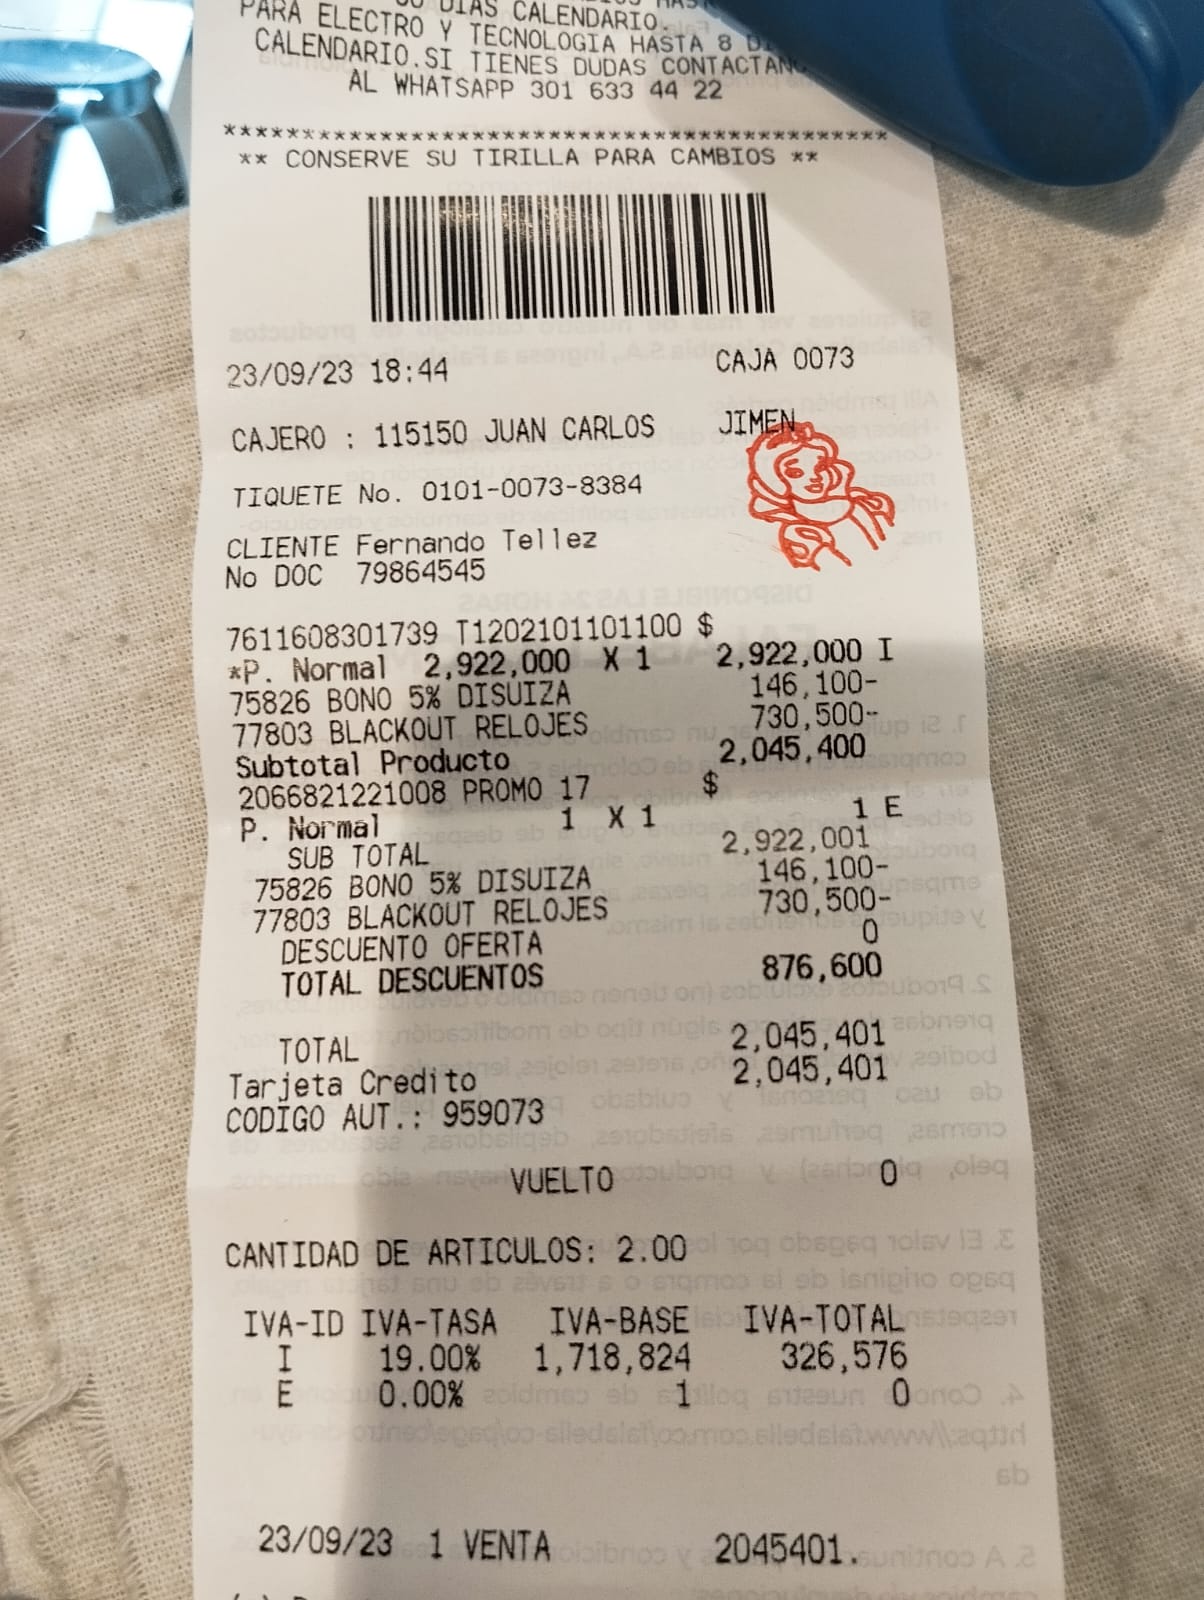 DIAS CALENDARIO.
PARA ELECTRO Y TECNOLOGIA HASTA 8
CALENDARIO.SI TIENES DUDAS CONTACTAN
AL WHATSAPP 301 633 44 22
******************************************
** CONSERVE SU TIRILLA PARA CAMBIOS **
23/09/23 18:44 CAJA 0073
CAJERO : 115150 JUAN CARLOS JIMEN
TIQUETE No. 0101-0073-8384
CLIENTE Fernando Tellez
No DOC 79864545
7611608301739 T1202101101100 $
*P. Normal 2,922,000 X 1 2,922,000 I
75826 BONO 5% DISUIZA 146,100-
77803 BLACKOUT RELOJES 730,500-
Subtotal Producto 2,045,400
2066821221008 PROMO 17 $
P. Normal 1 X 1 1 E
SUB TOTAL 2,922,001
75826 BONO 5% DISUIZA 146,100-
77803 BLACKOUT RELOJES 730,500-
DESCUENTO OFERTA 0
TOTAL DESCUENTOS 876,600
TOTAL 2,045,401
Tarjeta Credito 2,045,401
CODIGO AUT.: 959073
VUELTO 0
CANTIDAD DE ARTICULOS: 2.00
IVA-ID IVA-TASA IVA-BASE IVA-TOTAL
I 19.00% 1,718,824 326,576
E 0.00% 1 0
23/09/23 1 VENTA 2045401.